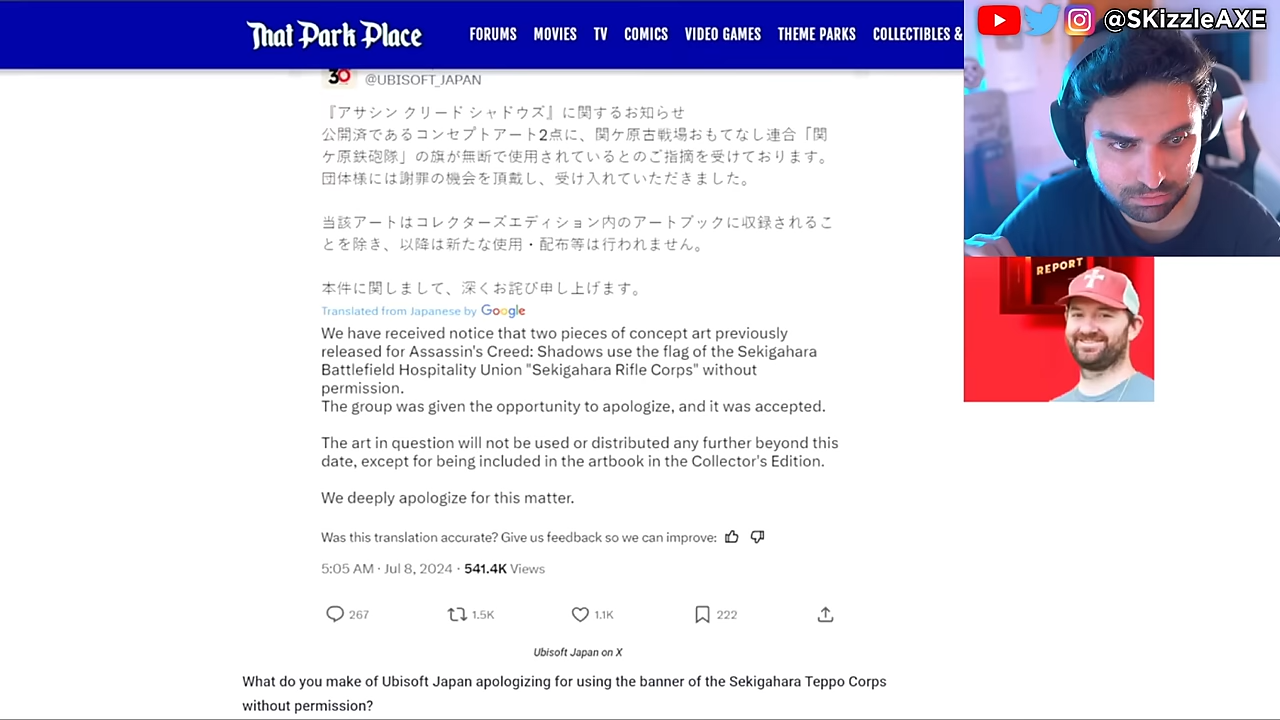 That Park Place
FORUMS MOVIES TV COMICS VIDEO GAMES THEME PARKS COLLECTIBLES &
@SKizzleAXE
30 @UBISOFT_JAPAN
『アサシン クリード シャドウズ』に関するお知らせ
公開済であるコンセプトアート2点に、関ケ原古戦場おもてなし連合「関
ケ原鉄砲隊」の旗が無断で使用されているとのご指摘を受けております。
団体様には謝罪の機会を頂戴し、受け入れていただきました。
当該アートはコレクターズエディション内のアートブックに収録されるこ
とを除き、以降は新たな使用・配布等は行われません。
本件に関しまして、深くお詫び申し上げます。
Translated from Japanese by Google
We have received notice that two pieces of concept art previously
released for Assassin's Creed: Shadows use the flag of the Sekigahara
Battlefield Hospitality Union "Sekigahara Rifle Corps" without
permission.
The group was given the opportunity to apologize, and it was accepted.
The art in question will not be used or distributed any further beyond this
date, except for being included in the artbook in the Collector's Edition.
We deeply apologize for this matter.
Was this translation accurate? Give us feedback so we can improve:
5:05 AM · Jul 8, 2024 · 541.4K Views
267 1.5K 1.1K 222
Ubisoft Japan on X
What do you make of Ubisoft Japan apologizing for using the banner of the Sekigahara Teppo Corps
without permission?
REPORT